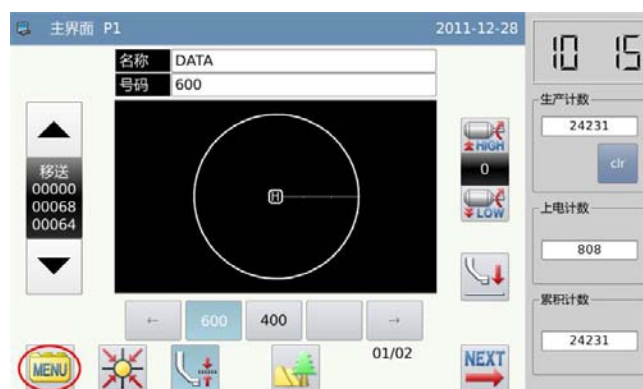 主界面 P1
2011-12-28
10 15
名称 DATA
号码 600
移送
00000
00068
00064
H
HIGH
0
LOW
← 600 400 →
01/02
MENU
NEXT
生产计数
24231
clr
上电计数
808
累积计数
24231